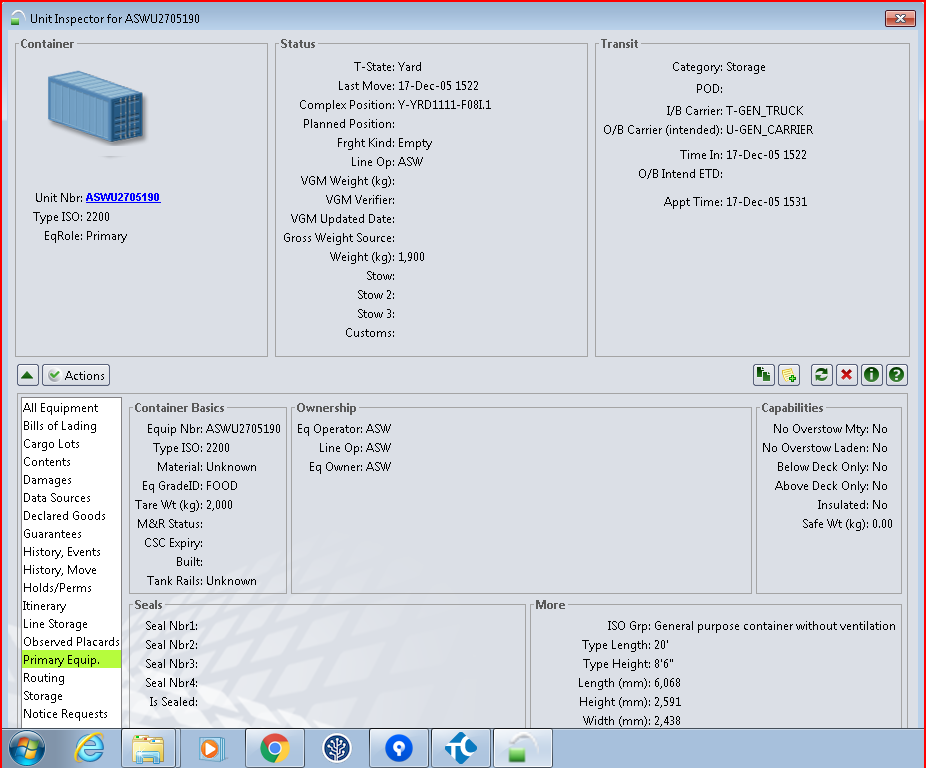 Unit Inspector for ASWU2705190
Container
Unit Nbr: ASWU2705190
Type ISO: 2200
EqRole: Primary
Status
T-State: Yard
Last Move: 17-Dec-05 1522
Complex Position: Y-YRD1111-F08I.1
Planned Position:
Frght Kind: Empty
Line Op: ASW
VGM Weight (kg):
VGM Verifier:
VGM Updated Date:
Gross Weight Source:
Weight (kg): 1,900
Stow:
Stow 2:
Stow 3:
Customs:
Transit
Category: Storage
POD:
I/B Carrier: T-GEN_TRUCK
O/B Carrier (intended): U-GEN_CARRIER
Time In: 17-Dec-05 1522
O/B Intend ETD:
Appt Time: 17-Dec-05 1531
Actions
All Equipment
Bills of Lading
Cargo Lots
Contents
Damages
Data Sources
Declared Goods
Guarantees
History, Events
History, Move
Holds/Perms
Itinerary
Line Storage
Observed Placards
Primary Equip.
Routing
Storage
Notice Requests
Container Basics
Equip Nbr: ASWU2705190
Type ISO: 2200
Material: Unknown
Eq GradeID: FOOD
Tare Wt (kg): 2,000
M&R Status:
CSC Expiry:
Built:
Tank Rails: Unknown
Ownership
Eq Operator: ASW
Line Op: ASW
Eq Owner: ASW
Capabilities
No Overstow Mty: No
No Overstow Laden: No
Below Deck Only: No
Above Deck Only: No
Insulated: No
Safe Wt (kg): 0.00
Seals
Seal Nbr1:
Seal Nbr2:
Seal Nbr3:
Seal Nbr4:
Is Sealed:
More
ISO Grp: General purpose container without ventilation
Type Length: 20'
Type Height: 8'6"
Length (mm): 6,068
Height (mm): 2,591
Width (mm): 2,438